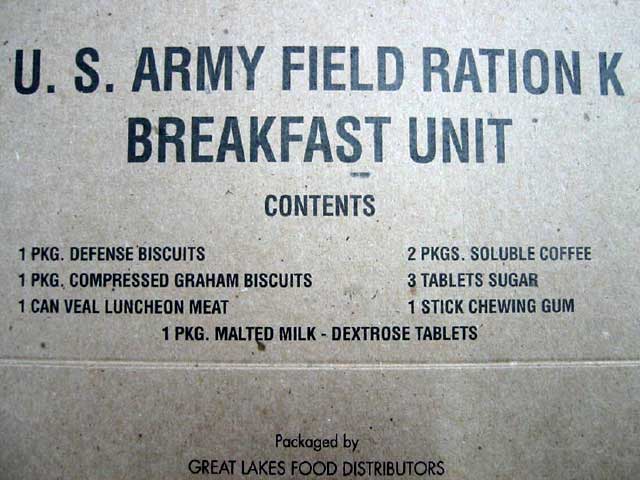 U. S. ARMY FIELD RATION K
BREAKFAST UNIT
CONTENTS
1 PKG. DEFENSE BISCUITS
1 PKG. COMPRESSED GRAHAM BISCUITS
1 CAN VEAL LUNCHEON MEAT
2 PKGS. SOLUBLE COFFEE
3 TABLETS SUGAR
1 STICK CHEWING GUM
1 PKG. MALTED MILK - DEXTROSE TABLETS
Packaged by
GREAT LAKES FOOD DISTRIBUTORS